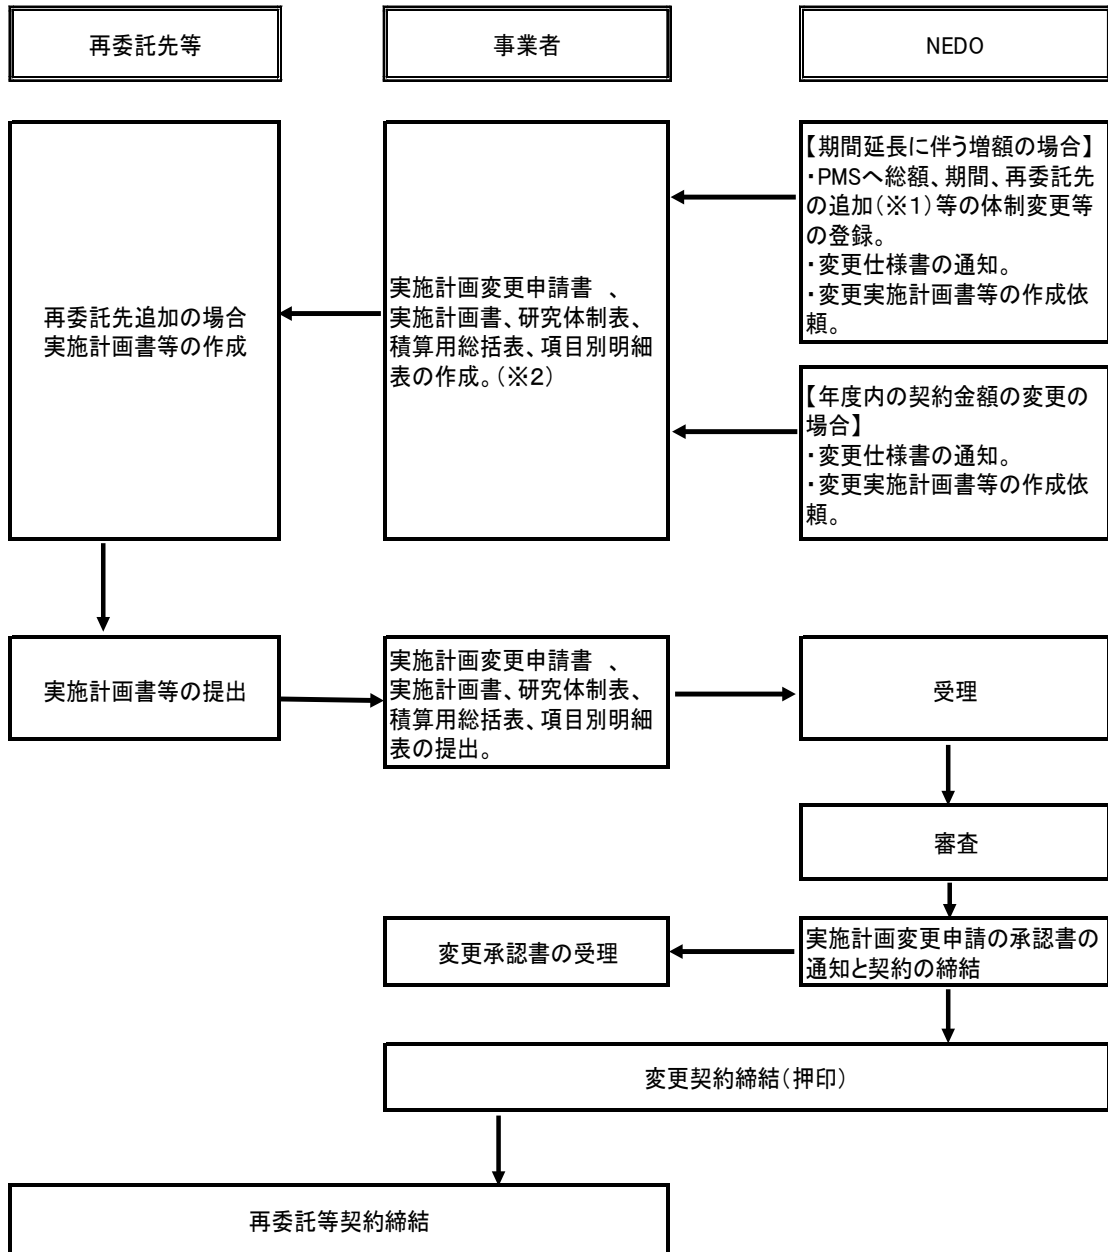 再委託先等
事業者
NEDO
【期間延長に伴う増額の場合】
・PMSへ総額、期間、再委託先
の追加(※1)等の体制変更等
の登録。
・変更仕様書の通知。
・変更実施計画書等の作成依
頼。
実施計画変更申請書　、
実施計画書、研究体制表、
積算用総括表、項目別明細
表の作成。(※2)
再委託先追加の場合
実施計画書等の作成
【年度内の契約金額の変更の
場合】
・変更仕様書の通知。
・変更実施計画書等の作成依
頼。
実施計画書等の提出
実施計画変更申請書　、
実施計画書、研究体制表、
積算用総括表、項目別明細
表の提出。
受理
審査
変更承認書の受理
実施計画変更申請の承認書の
通知と契約の締結
変更契約締結(押印)
再委託等契約締結